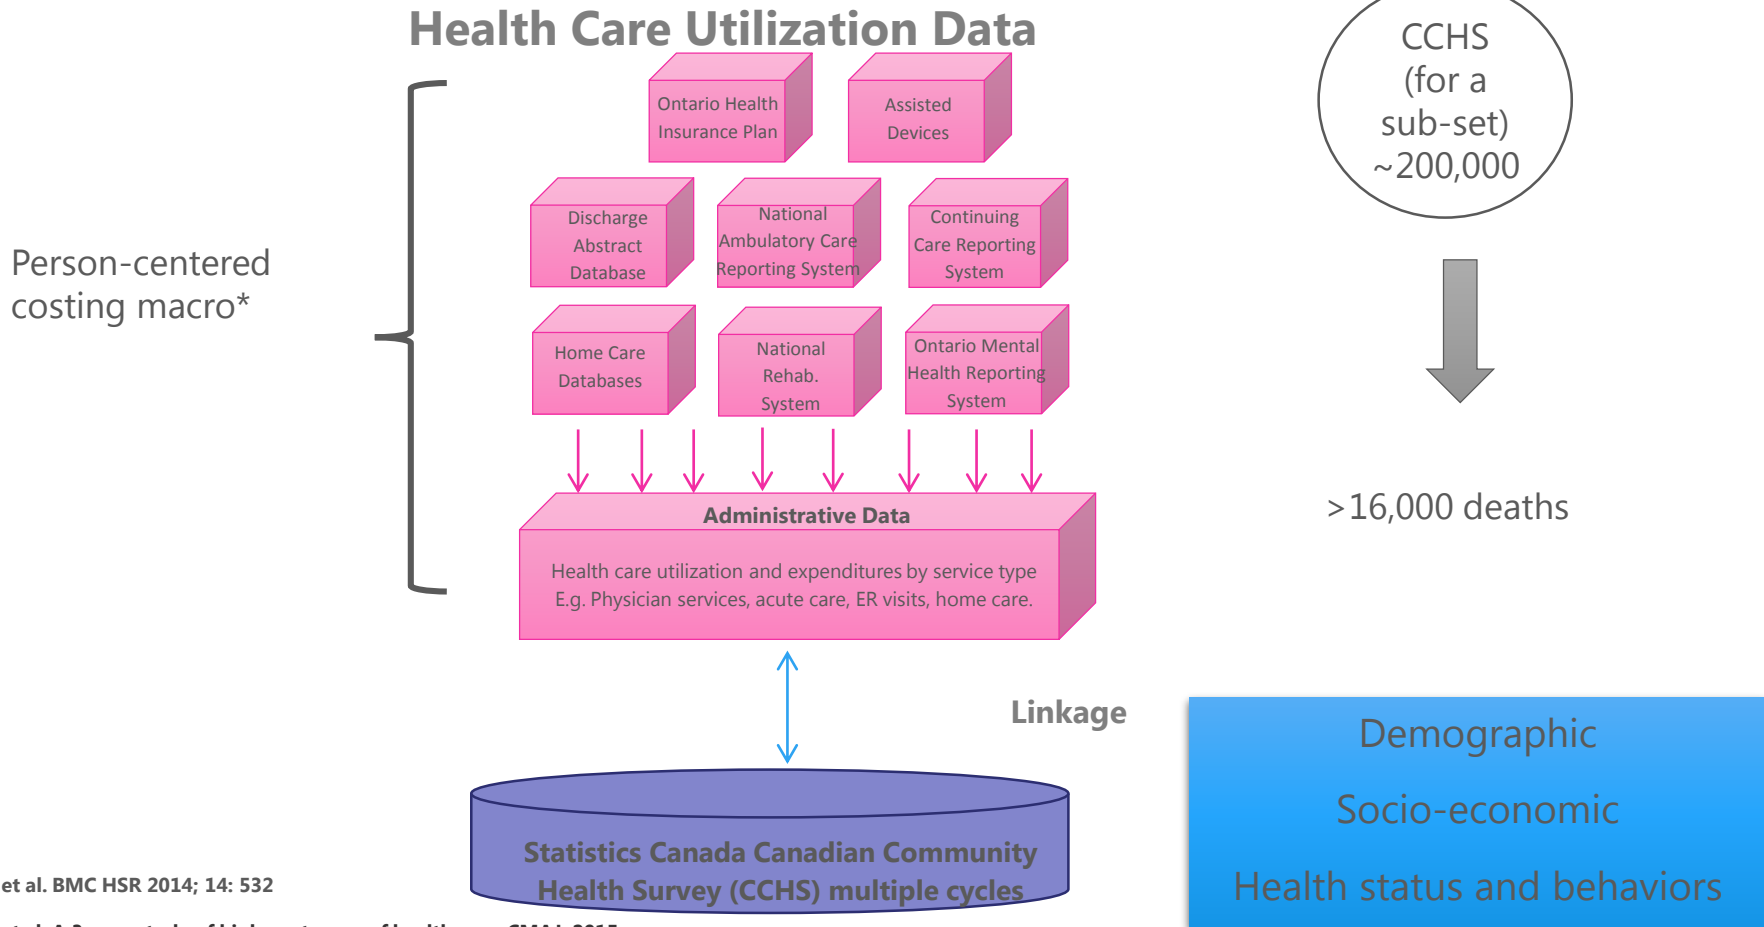 Health Care Utilization Data
Ontario Health
Insurance Plan
Assisted
Devices
Discharge
Abstract
Database
National
Ambulatory Care
Reporting System
Continuing
Care Reporting
System
Home Care
Databases
National
Rehab.
System
Ontario Mental
Health Reporting
System
Person-centered
costing macro*
Administrative Data
Health care utilization and expenditures by service type
E.g. Physician services, acute care, ER visits, home care.
Linkage
Statistics Canada Canadian Community
Health Survey (CCHS) multiple cycles
CCHS
(for a
sub-set)
~200,000
>16,000 deaths
Demographic
Socio-economic
Health status and behaviors
et al. BMC HSR 2014; 14: 532